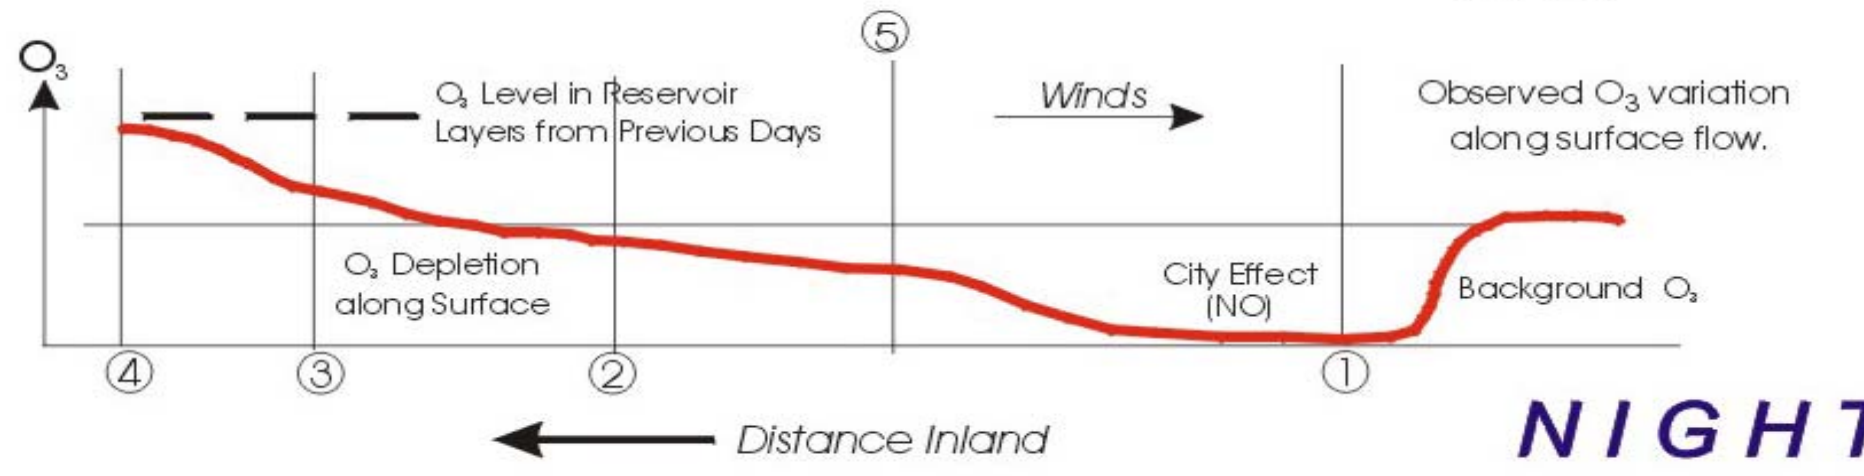 ⑤
O₃
O₃ Level in Reservoir
Layers from Previous Days
Winds
Observed O₃ variation
along surface flow.
O₃ Depletion
along Surface
City Effect
(NO)
Background O₃
④ ③ ② ①
Distance Inland
NIGHT